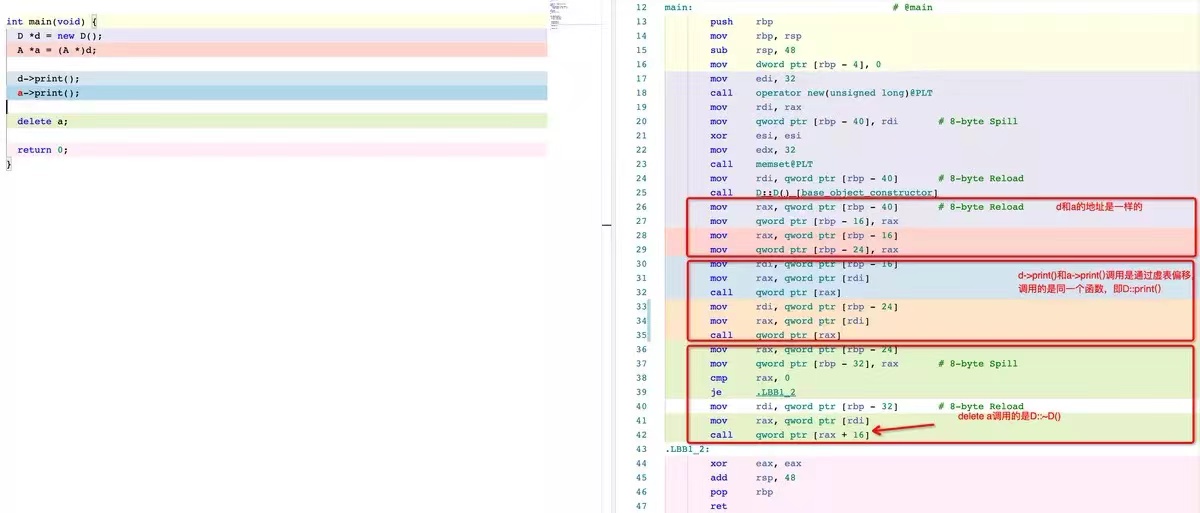 int main(void) {
D *d = new D();
A *a = (A *)d;
d->print();
a->print();
delete a;
return 0;
}
12 main: # @main
13 push rbp
14 mov rbp, rsp
15 sub rsp, 48
16 mov dword ptr [rbp - 4], 0
17 mov edi, 32
18 call operator new(unsigned long)@PLT
19 mov rdi, rax
20 mov qword ptr [rbp - 40], rdi # 8-byte Spill
21 xor esi, esi
22 mov edx, 32
23 call memset@PLT
24 mov rdi, qword ptr [rbp - 40] # 8-byte Reload
25 call D::D() [base_object_constructor]
26 mov rax, qword ptr [rbp - 40] # 8-byte Reload d和a的地址是一样的
27 mov qword ptr [rbp - 16], rax
28 mov rax, qword ptr [rbp - 16]
29 mov qword ptr [rbp - 24], rax
30 mov rdi, qword ptr [rbp - 16]
31 mov rax, qword ptr [rdi] d->print()和a->print()调用是通过虚表偏移，
32 call qword ptr [rax] 调用的是同一个函数，即D::print()
33 mov rdi, qword ptr [rbp - 24]
34 mov rax, qword ptr [rdi]
35 call qword ptr [rax]
36 mov rax, qword ptr [rbp - 24]
37 mov qword ptr [rbp - 32], rax # 8-byte Spill
38 cmp rax, 0
39 je .LBB1_2
40 mov rdi, qword ptr [rbp - 32] # 8-byte Reload
41 mov rax, qword ptr [rdi] delete a调用的是D::~D()
42 call qword ptr [rax + 16]
43 .LBB1_2:
44 xor eax, eax
45 add rsp, 48
46 pop rbp
47 ret